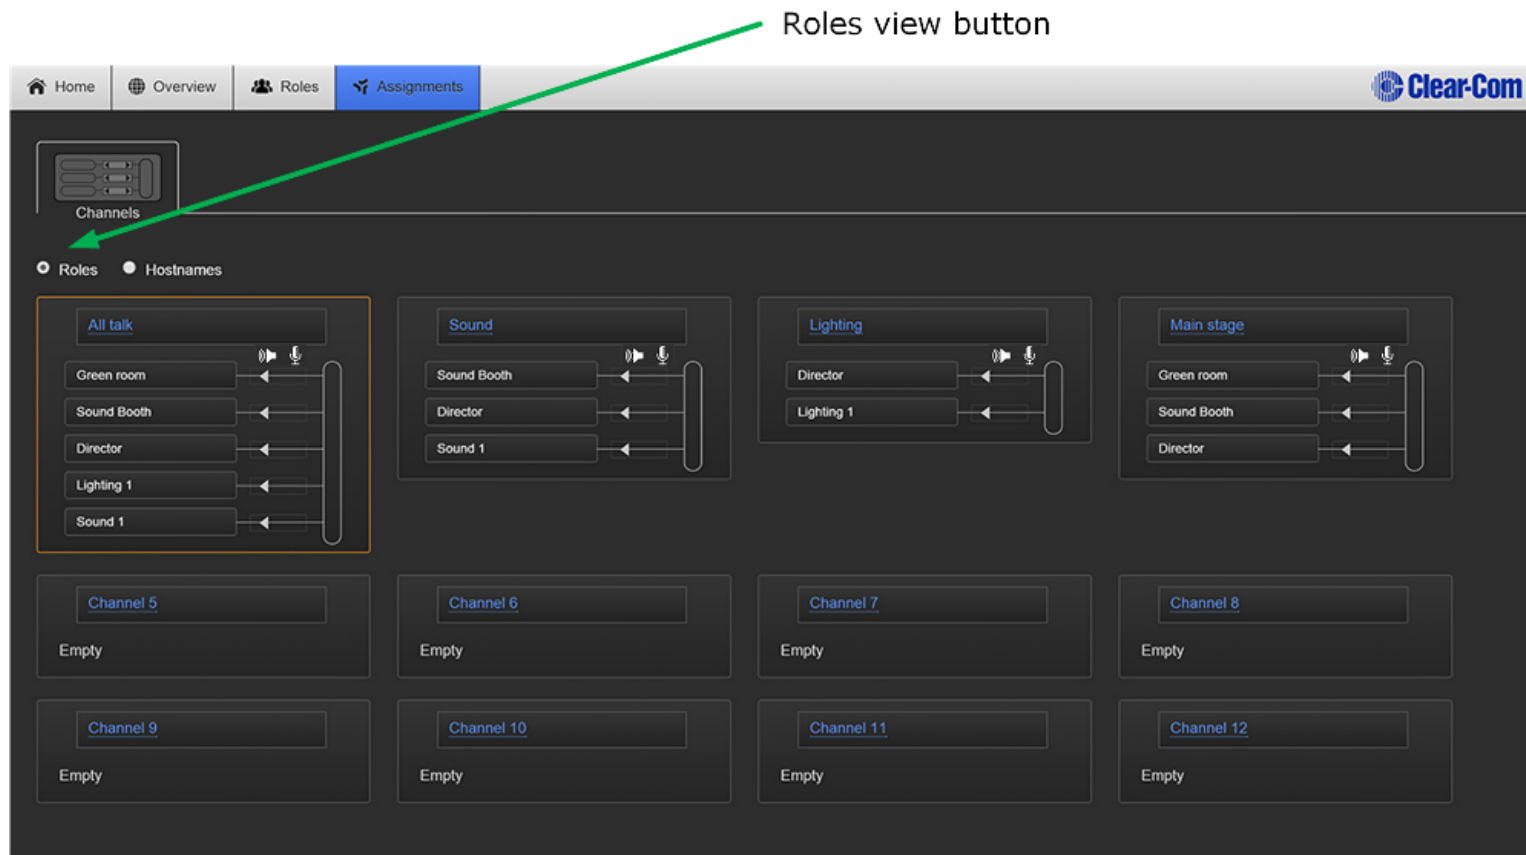 Roles view button
Home Overview Roles Assignments Clear-Com
Channels
Roles Hostnames
All talk
Green room
Sound Booth
Director
Lighting 1
Sound 1
Sound
Sound Booth
Director
Sound 1
Lighting
Director
Lighting 1
Main stage
Green room
Sound Booth
Director
Channel 5
Empty
Channel 6
Empty
Channel 7
Empty
Channel 8
Empty
Channel 9
Empty
Channel 10
Empty
Channel 11
Empty
Channel 12
Empty